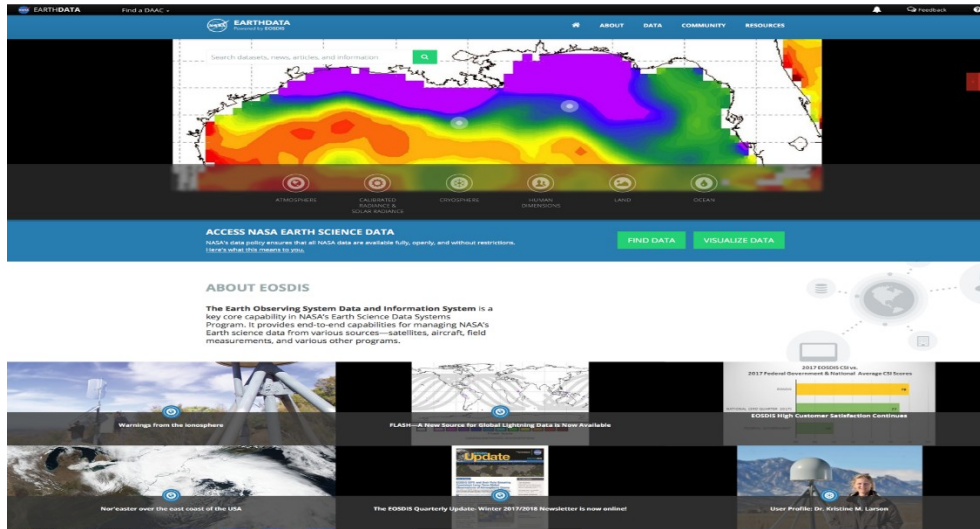 EARTHDATA
Find a DAAC
Feedback
EARTHDATA
Powered by EOSDIS
ABOUT
DATA
COMMUNITY
RESOURCES
Search datasets, news, articles, and information
ATMOSPHERE
CALIBRATED
RADIANCE &
SOLAR RADIANCE
CRYOSPHERE
HUMAN
DIMENSIONS
LAND
OCEAN
ACCESS NASA EARTH SCIENCE DATA
NASA's data policy ensures that all NASA data are available fully, openly, and without restrictions.
Here's what this means to you.
FIND DATA
VISUALIZE DATA
ABOUT EOSDIS
The Earth Observing System Data and Information System is a
key core capability in NASA's Earth Science Data Systems
Program. It provides end-to-end capabilities for managing NASA's
Earth science data from various sources—satellites, aircraft, field
measurements, and various other programs.
Warnings from the ionosphere
FLASH—A New Source for Global Lightning Data is Now Available
2017 EOSDIS CSI vs.
2017 Federal Government & National Average CSI Scores
EOSDIS High Customer Satisfaction Continues
Nor'easter over the east coast of the USA
Update
The EOSDIS Quarterly Update- Winter 2017/2018 Newsletter is now online!
User Profile: Dr. Kristine M. Larson